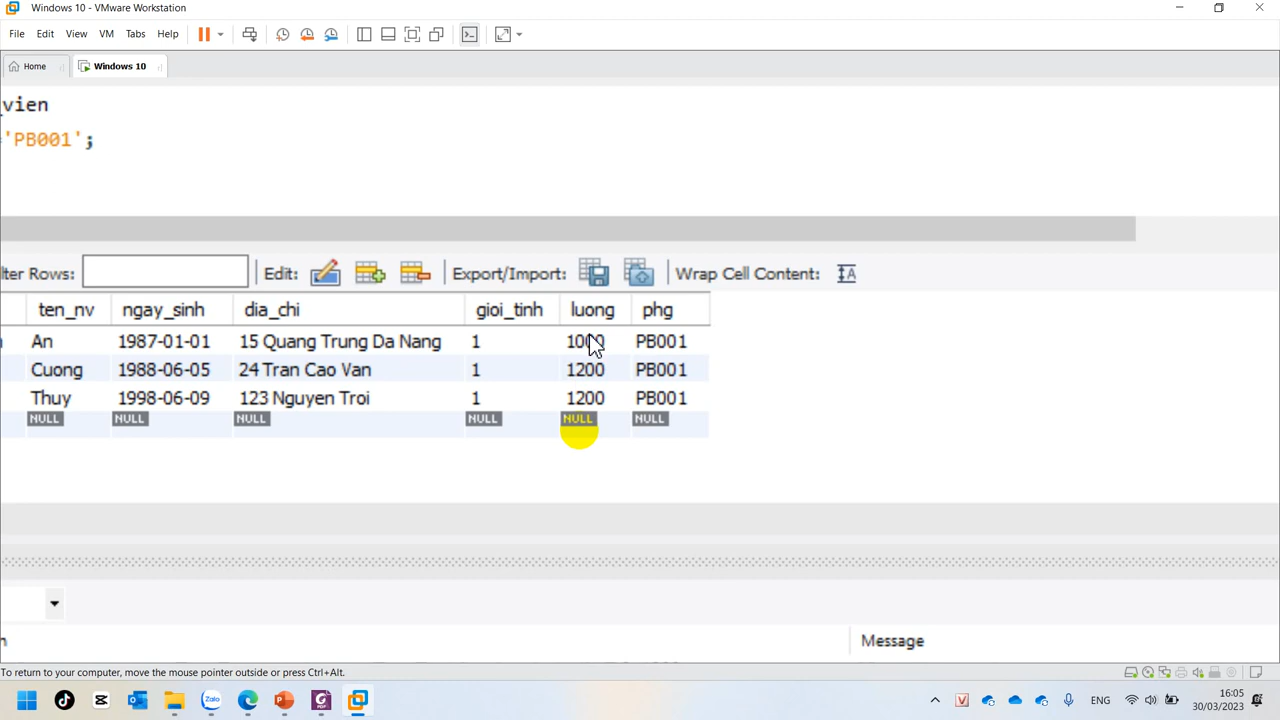 Windows 10 - VMware Workstation
File Edit View VM Tabs Help
Home Windows 10
_vien
='PB001';
lter Rows: Edit: Export/Import: Wrap Cell Content:
ten_nv ngay_sinh dia_chi gioi_tinh luong phg
An 1987-01-01 15 Quang Trung Da Nang 1 1000 PB001
Cuong 1988-06-05 24 Tran Cao Van 1 1200 PB001
Thuy 1998-06-09 123 Nguyen Troi 1 1200 PB001
NULL NULL NULL NULL NULL NULL
Message
To return to your computer, move the mouse pointer outside or press Ctrl+Alt.
Zalo ENG 16:05
30/03/2023